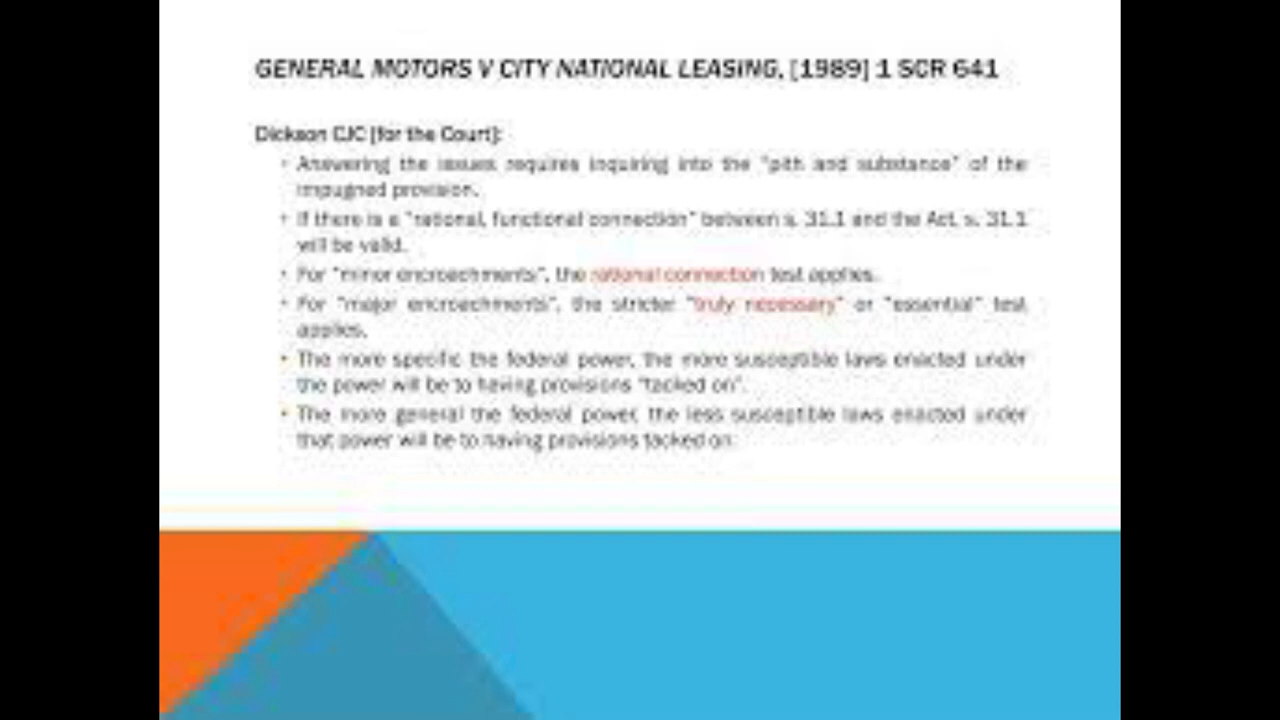 GENERAL MOTORS V CITY NATIONAL LEASING, [1989] 1 SCR 641
Dickson CJC [for the Court]:
• Answering the issues requires inquiring into the "pith and substance" of the
impugned provision.
• If there is a "rational, functional connection" between s. 31.1 and the Act, s. 31.1
will be valid.
• For "minor encroachments", the rational connection test applies.
• For "major encroachments", the stricter "truly necessary" or "essential" test
applies.
• The more specific the federal power, the more susceptible laws enacted under
the power will be to having provisions "tacked on".
• The more general the federal power, the less susceptible laws enacted under
that power will be to having provisions tacked on.